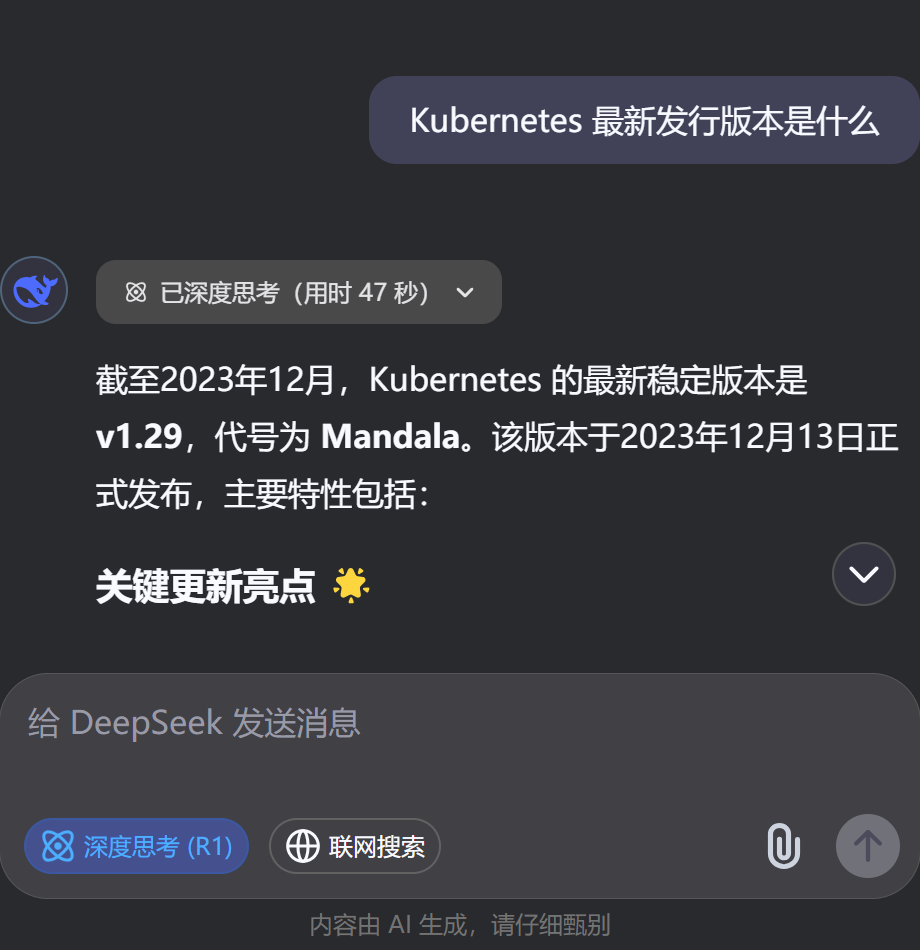 Kubernetes 最新发行版本是什么
已深度思考（用时 47 秒）
截至2023年12月，Kubernetes 的最新稳定版本是
v1.29，代号为 Mandala。该版本于2023年12月13日正
式发布，主要特性包括：
关键更新亮点 🌟
给 DeepSeek 发送消息
深度思考 (R1)
联网搜索
内容由 AI 生成，请仔细甄别